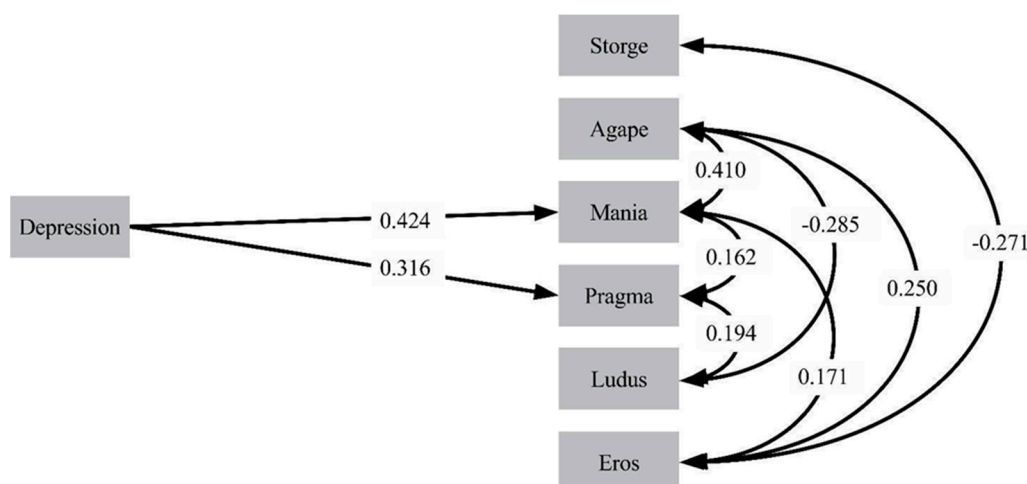 Storge
Agape
0.410
Mania
Depression
0.424
-0.285
-0.271
0.162
0.316
Pragma
0.250
0.194
Ludus
0.171
Eros